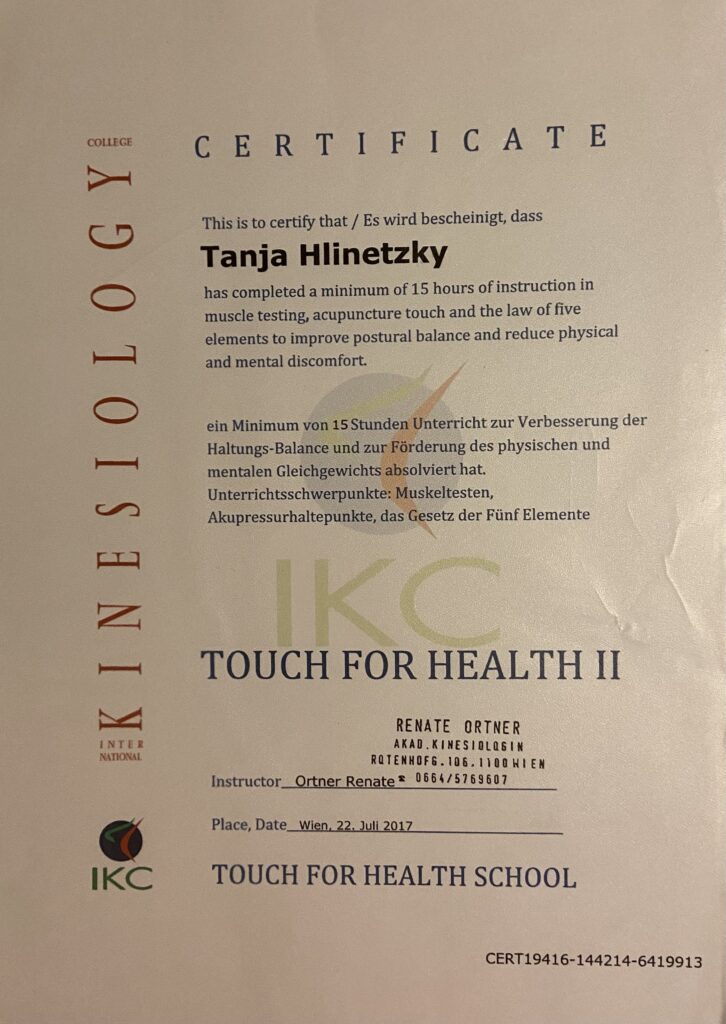 COLLEGE
KINESIOLOGY
INTER
NATIONAL
CERTIFICATE
This is to certify that / Es wird bescheinigt, dass
Tanja Hlinetzky
has completed a minimum of 15 hours of instruction in
muscle testing, acupuncture touch and the law of five
elements to improve postural balance and reduce physical
and mental discomfort.
ein Minimum von 15 Stunden Unterricht zur Verbesserung der
Haltungs-Balance und zur Förderung des physischen und
mentalen Gleichgewichts absolviert hat.
Unterrichtsschwerpunkte: Muskeltesten,
Akupressurhaltepunkte, das Gesetz der Fünf Elemente
IKC
TOUCH FOR HEALTH II
RENATE ORTNER
AKAD.KINESIOLOGIN
ROTENHOFG.106.1100 WIEN
☎ 0664/5769607
Instructor Ortner Renate
Place, Date Wien, 22. Juli 2017
IKC
TOUCH FOR HEALTH SCHOOL
CERT19416-144214-6419913